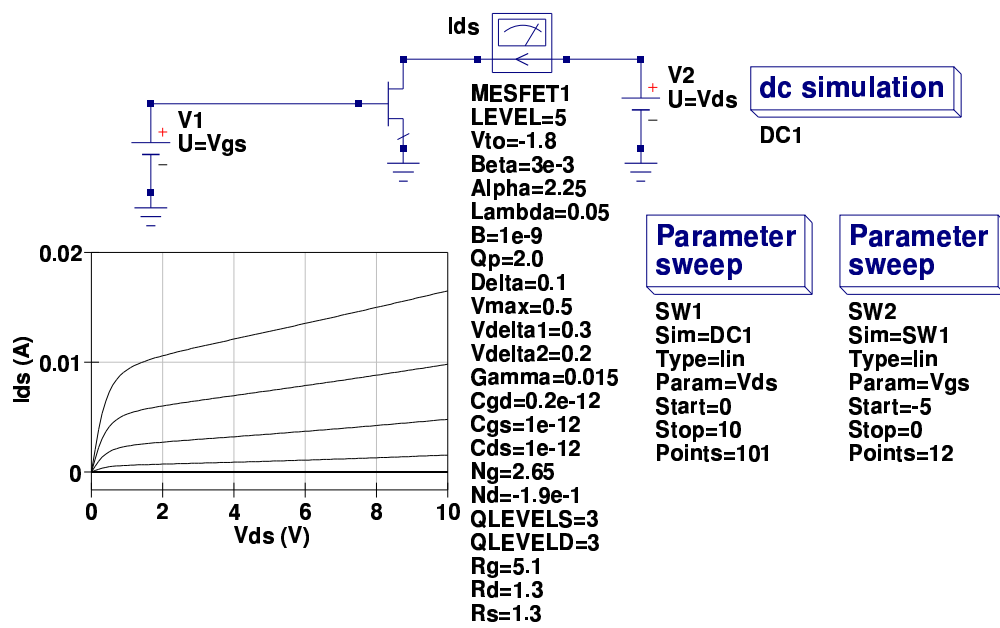 Ids
V1
U=Vgs
MESFET1
LEVEL=5
Vto=-1.8
Beta=3e-3
Alpha=2.25
Lambda=0.05
B=1e-9
Qp=2.0
Delta=0.1
Vmax=0.5
Vdelta1=0.3
Vdelta2=0.2
Gamma=0.015
Cgd=0.2e-12
Cgs=1e-12
Cds=1e-12
Ng=2.65
Nd=-1.9e-1
QLEVELS=3
QLEVELD=3
Rg=5.1
Rd=1.3
Rs=1.3
V2
U=Vds
dc simulation
DC1
Parameter
sweep
SW1
Sim=DC1
Type=lin
Param=Vds
Start=0
Stop=10
Points=101
Parameter
sweep
SW2
Sim=SW1
Type=lin
Param=Vgs
Start=-5
Stop=0
Points=12
0.02
0.01
0
Ids (A)
0 2 4 6 8 10
Vds (V)